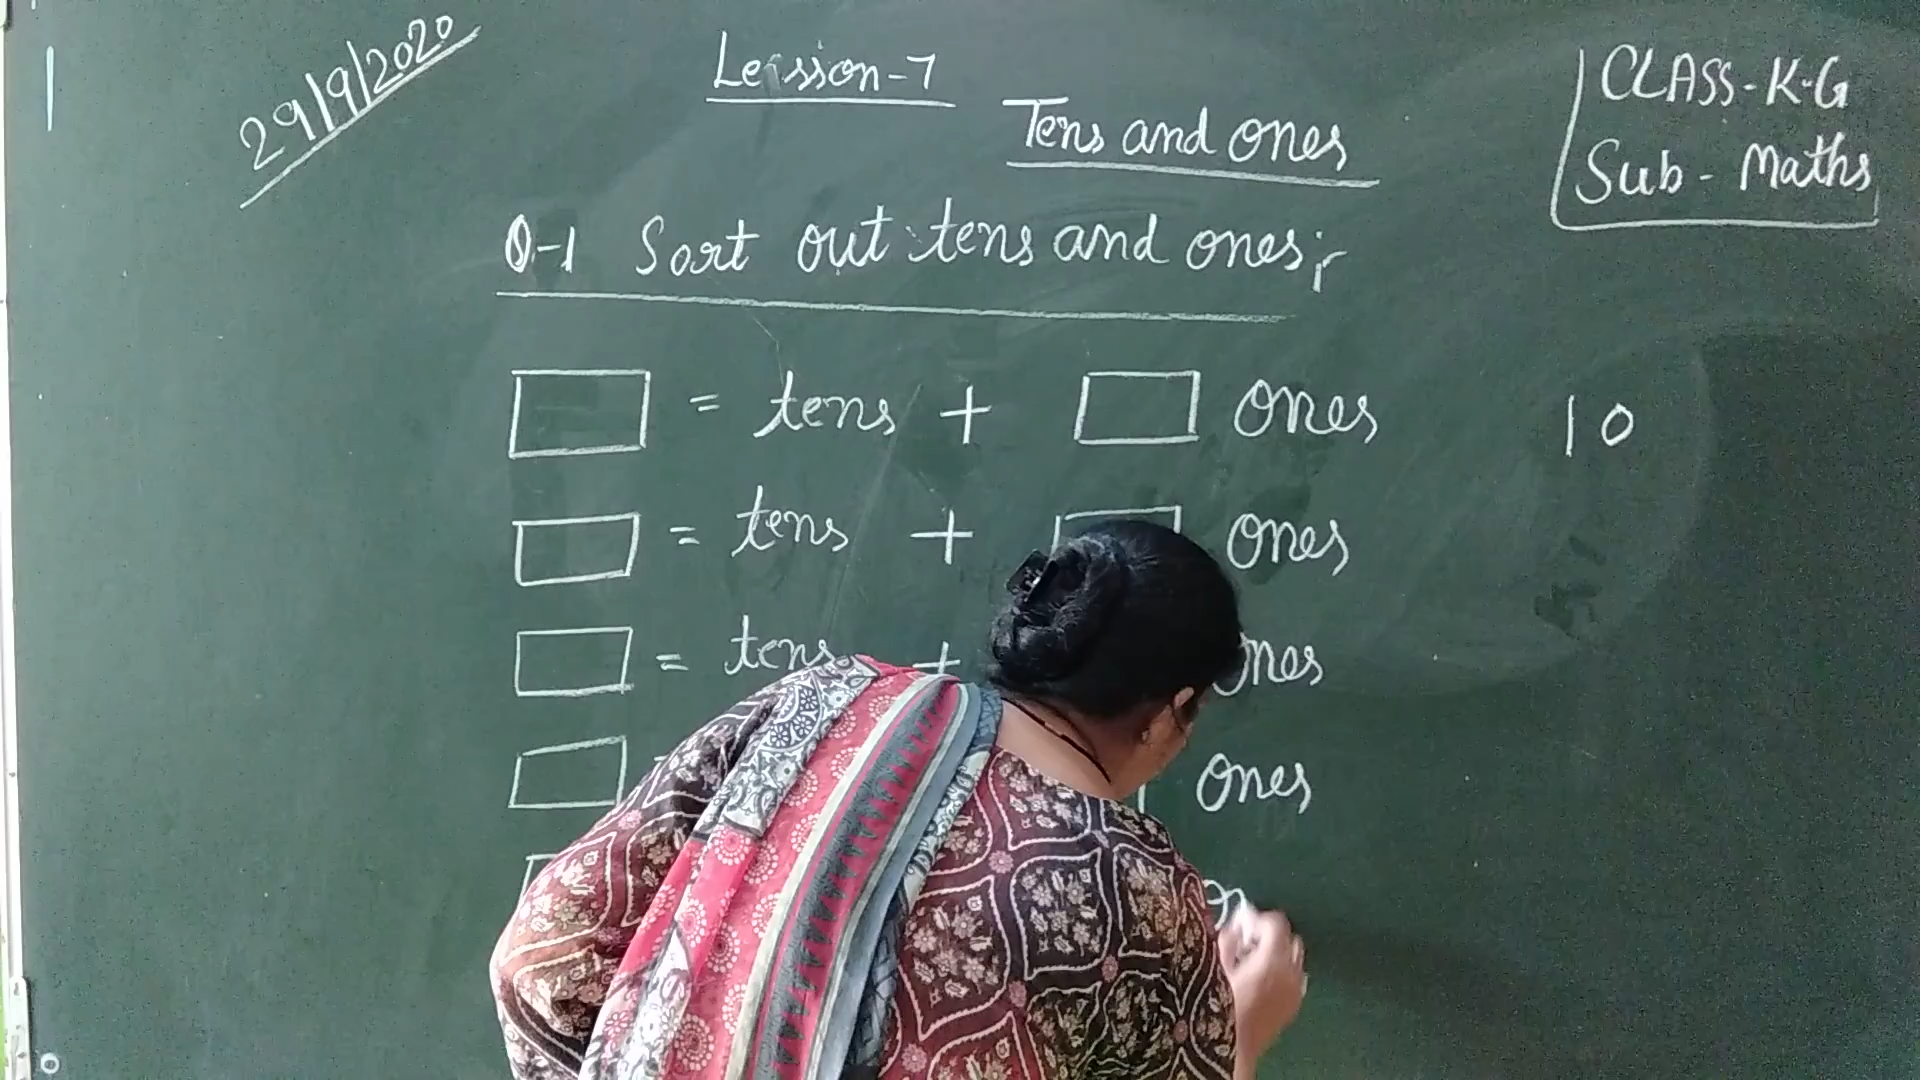 29/9/2020
Lesson-7
Tens and ones
CLASS-K-G
Sub - Maths
Q-1 Sort out tens and ones;-
= tens + ones
10
= tens + ones
= tens + ones
ones